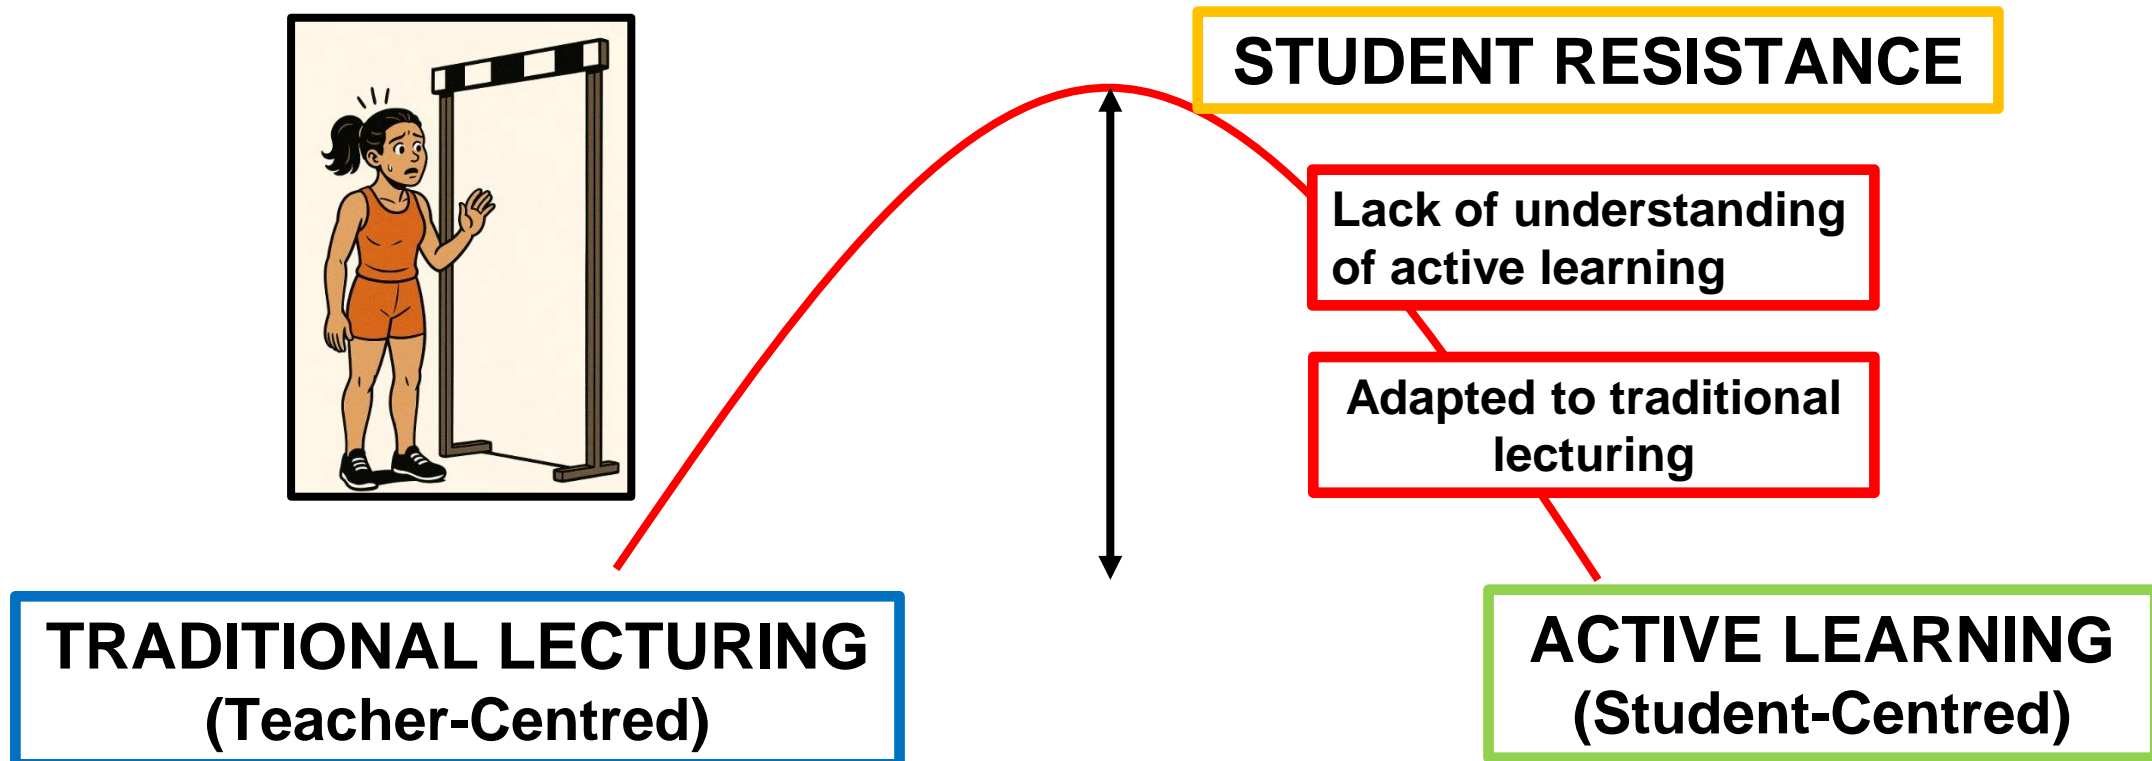 STUDENT RESISTANCE
Lack of understanding
of active learning
Adapted to traditional
lecturing
TRADITIONAL LECTURING
(Teacher-Centred)
ACTIVE LEARNING
(Student-Centred)